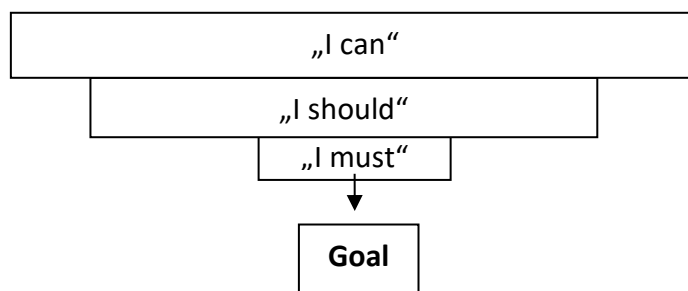 „I can“
„I should“
„I must“
Goal